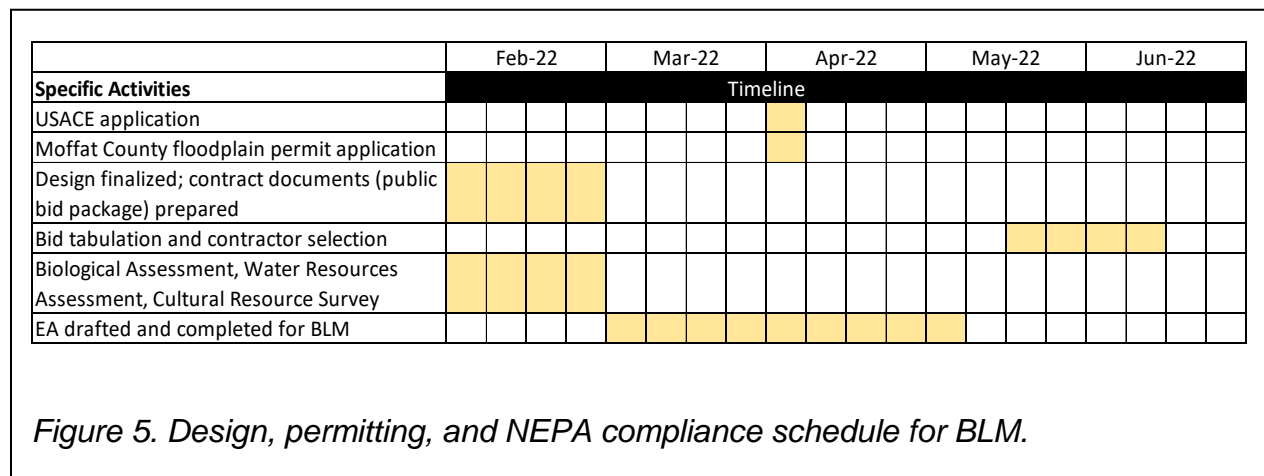 Feb-22 Mar-22 Apr-22 May-22 Jun-22
Specific Activities Timeline
USACE application
Moffat County floodplain permit application
Design finalized; contract documents (public
bid package) prepared
Bid tabulation and contractor selection
Biological Assessment, Water Resources
Assessment, Cultural Resource Survey
EA drafted and completed for BLM
Figure 5. Design, permitting, and NEPA compliance schedule for BLM.